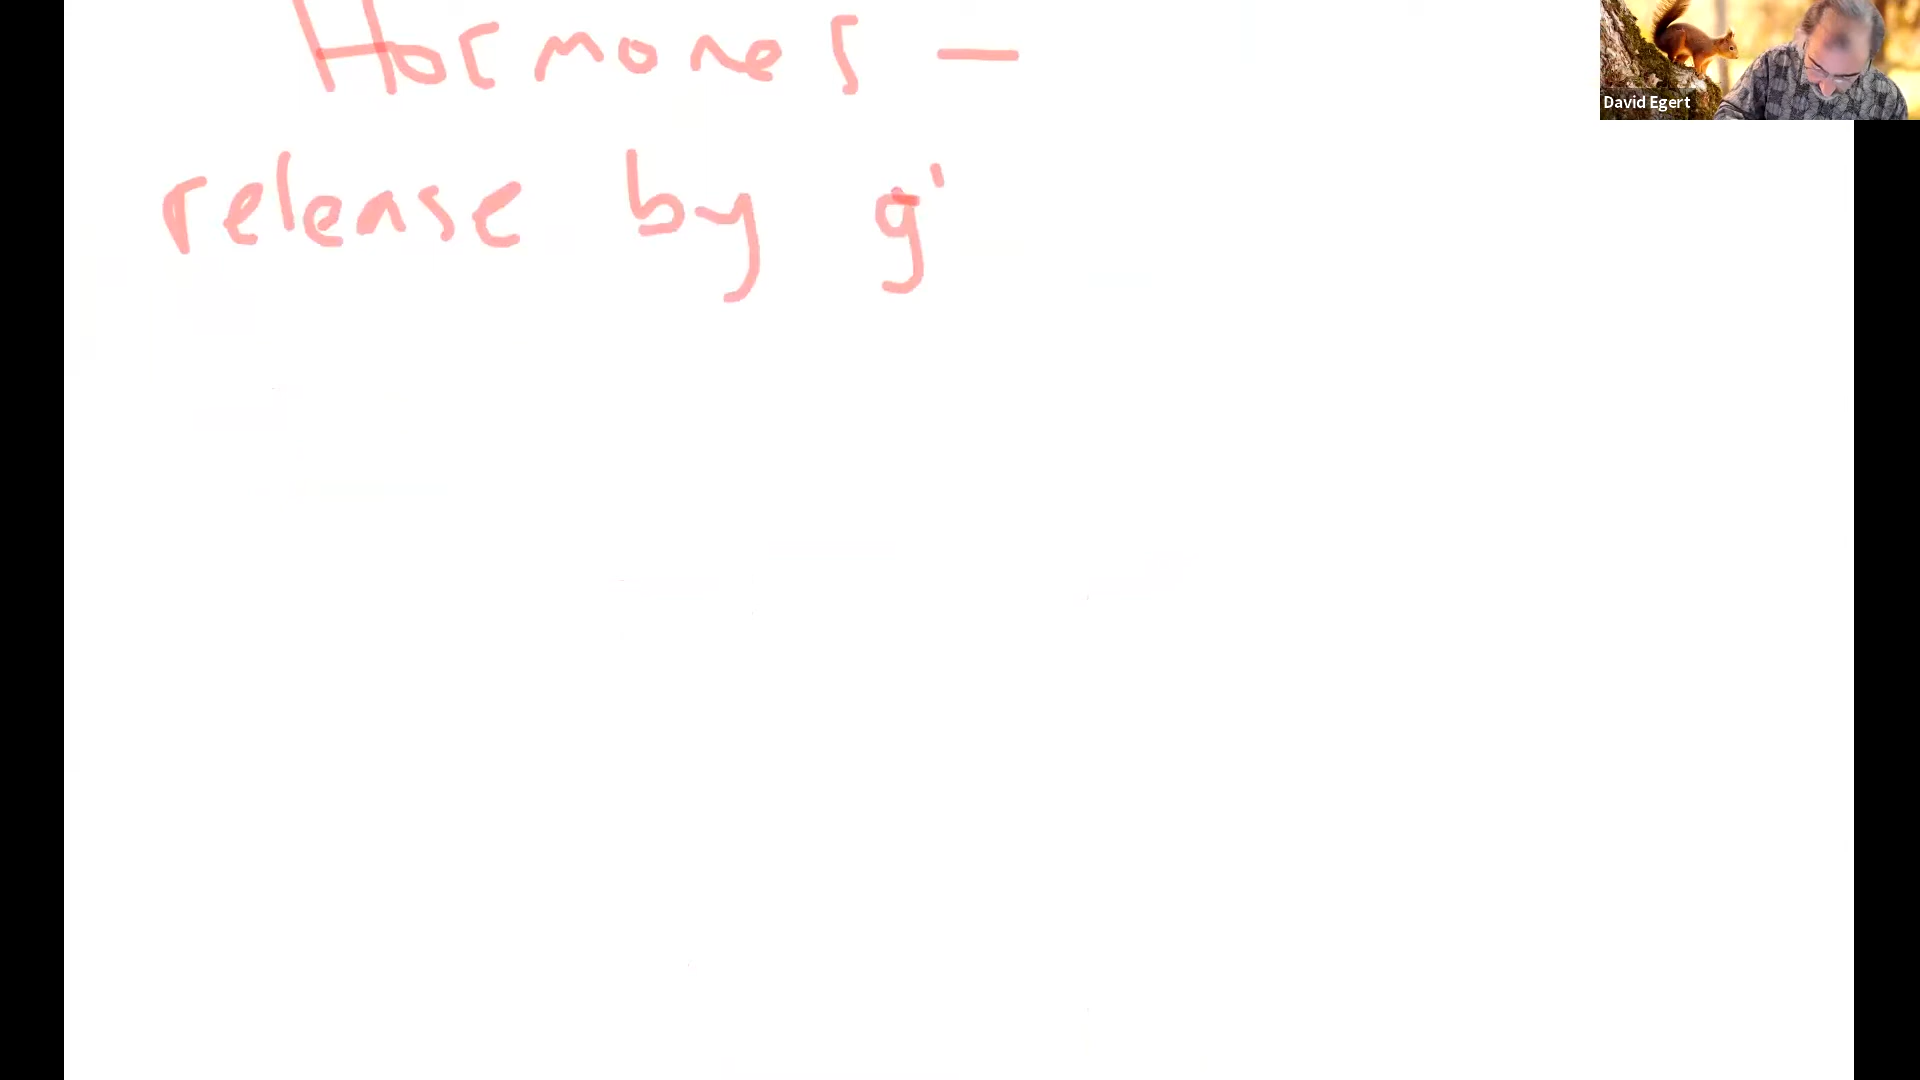 Hormones —
release by g'
David Egert